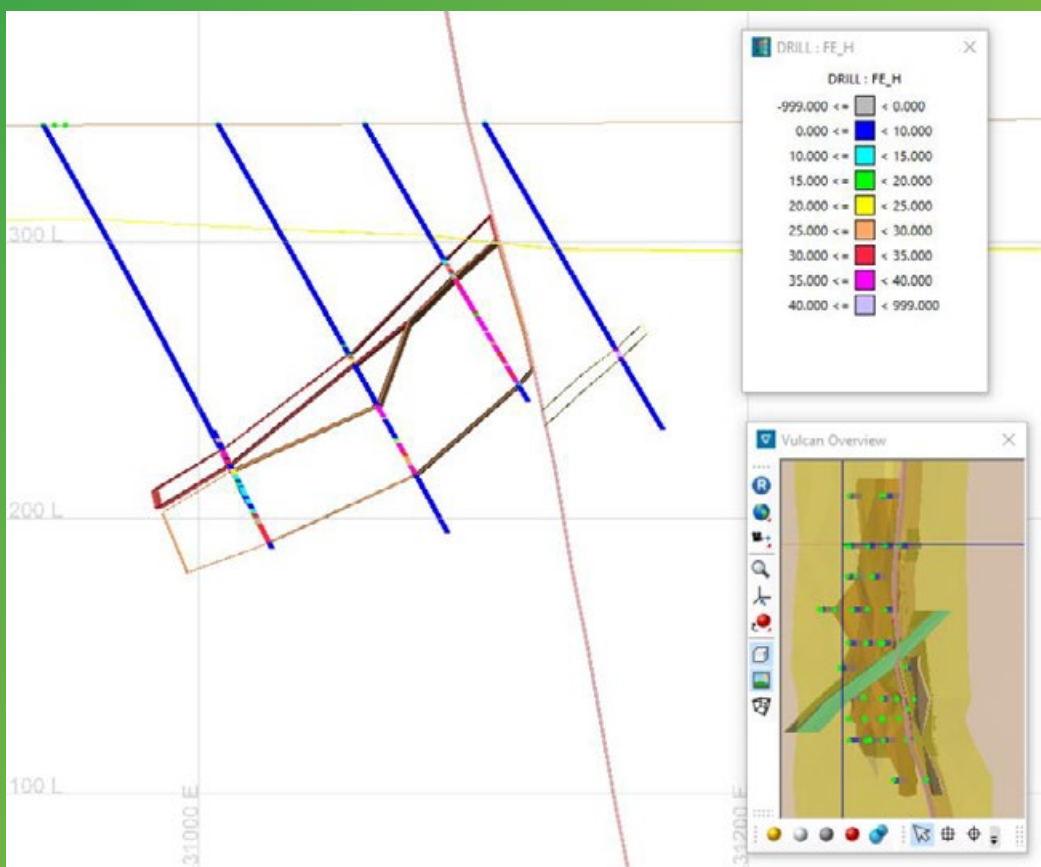 DRILL : FE_H
DRILL : FE_H
-999.000 <= < 0.000
0.000 <= < 10.000
10.000 <= < 15.000
15.000 <= < 20.000
20.000 <= < 25.000
25.000 <= < 30.000
30.000 <= < 35.000
35.000 <= < 40.000
40.000 <= < 999.000
300 L
200 L
100 L
31000 E
31200 E
Vulcan Overview
R